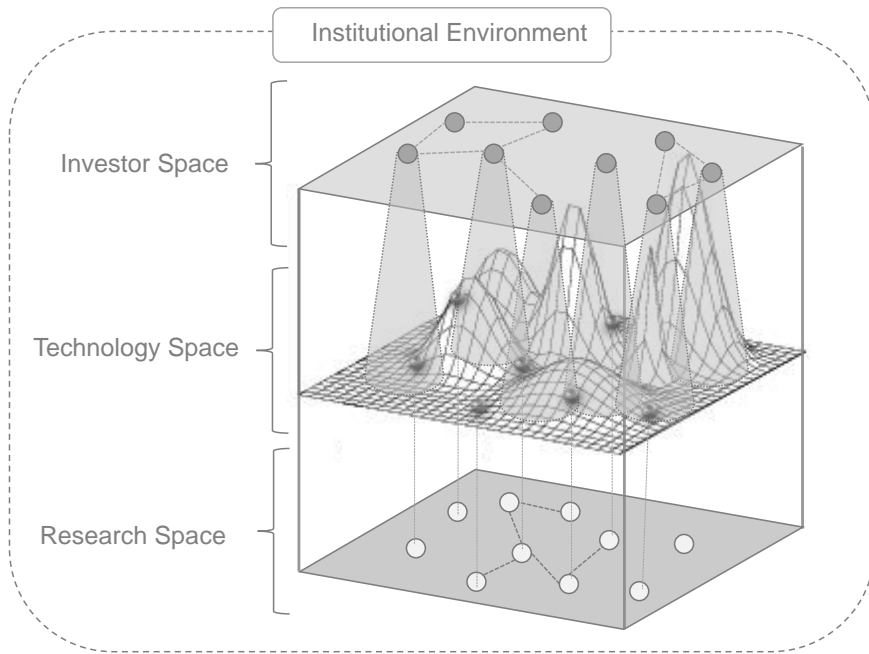 Institutional Environment
Investor Space
Technology Space
Research Space